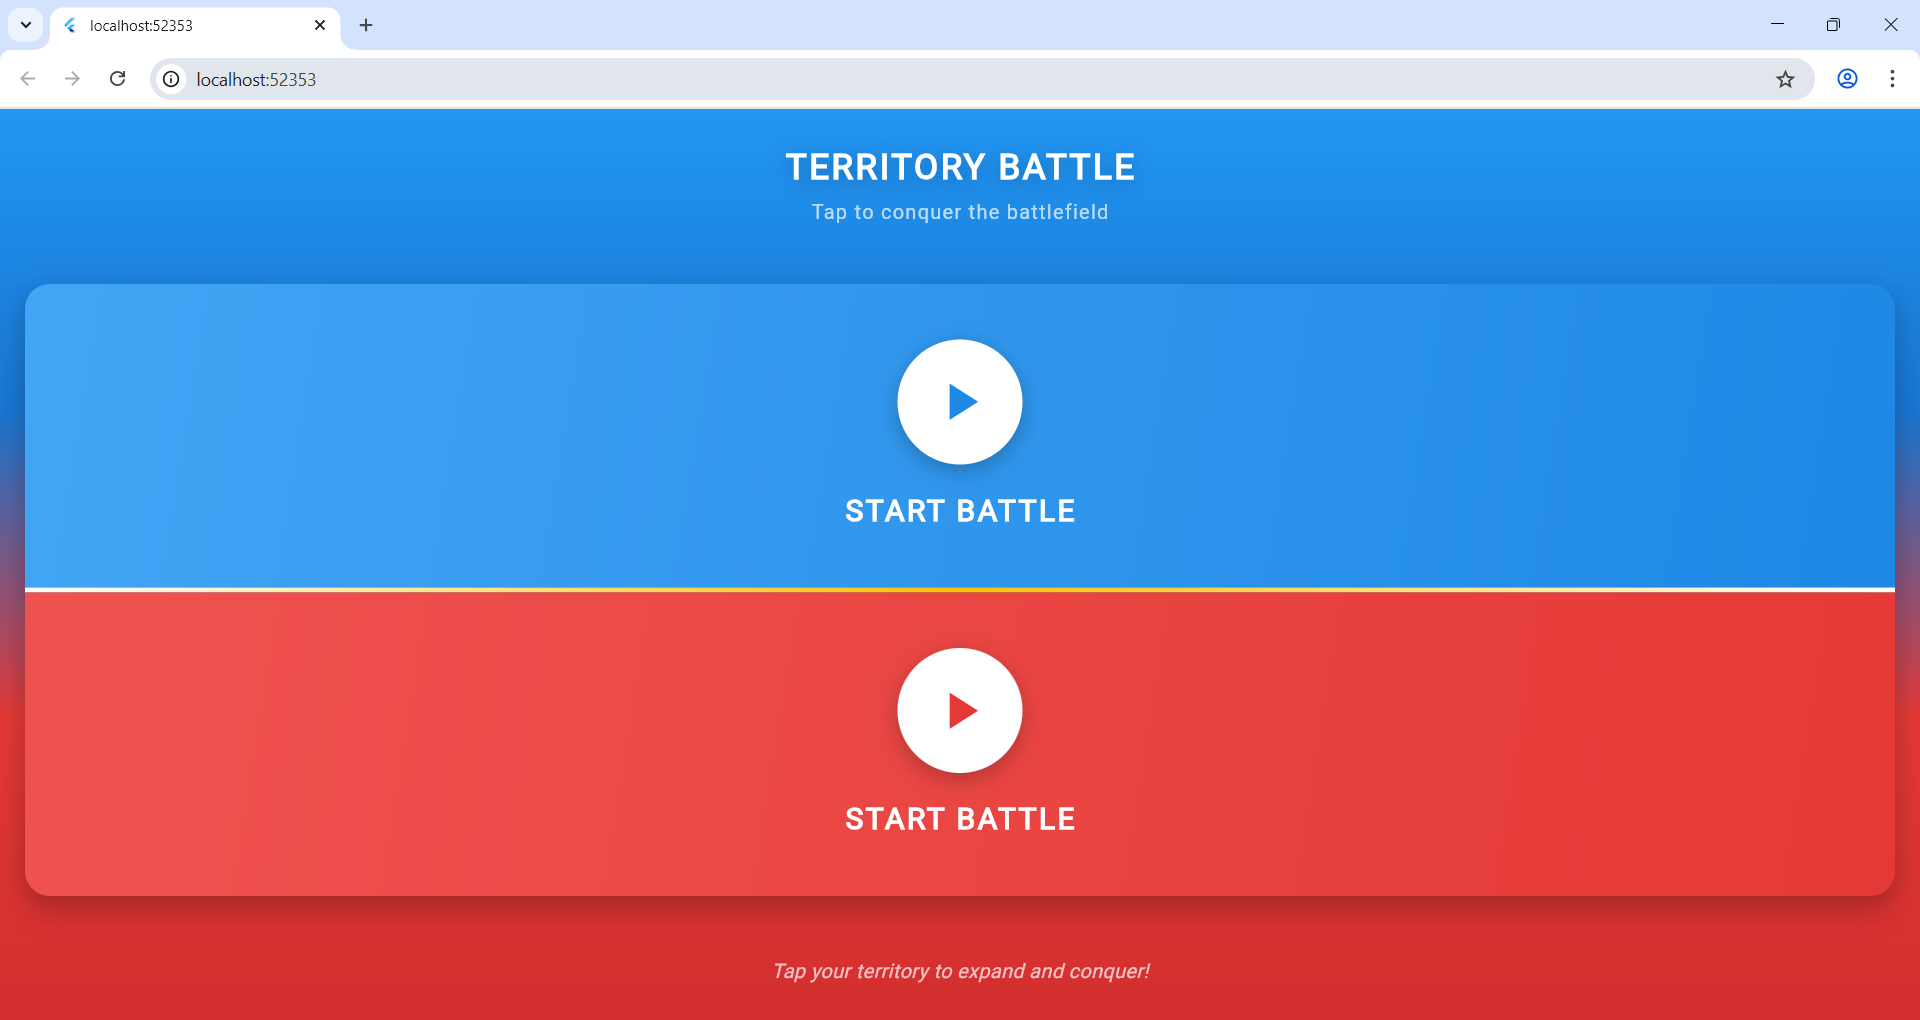 localhost:52353
localhost:52353
TERRITORY BATTLE
Tap to conquer the battlefield
START BATTLE
START BATTLE
Tap your territory to expand and conquer!